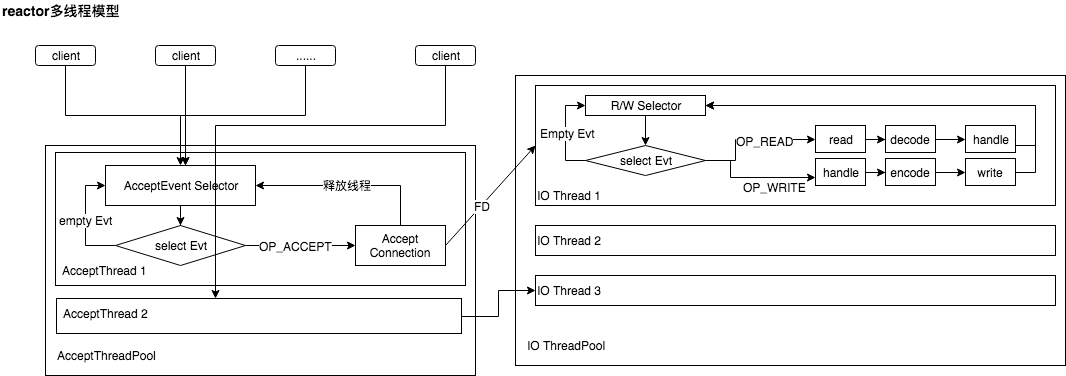 reactor多线程模型
client
client
......
client
AcceptEvent Selector
释放线程
empty Evt
select Evt
OP_ACCEPT
Accept
Connection
AcceptThread 1
AcceptThread 2
AcceptThreadPool
FD
R/W Selector
Empty Evt
select Evt
OP_READ
read
decode
handle
OP_WRITE
handle
encode
write
IO Thread 1
IO Thread 2
IO Thread 3
IO ThreadPool